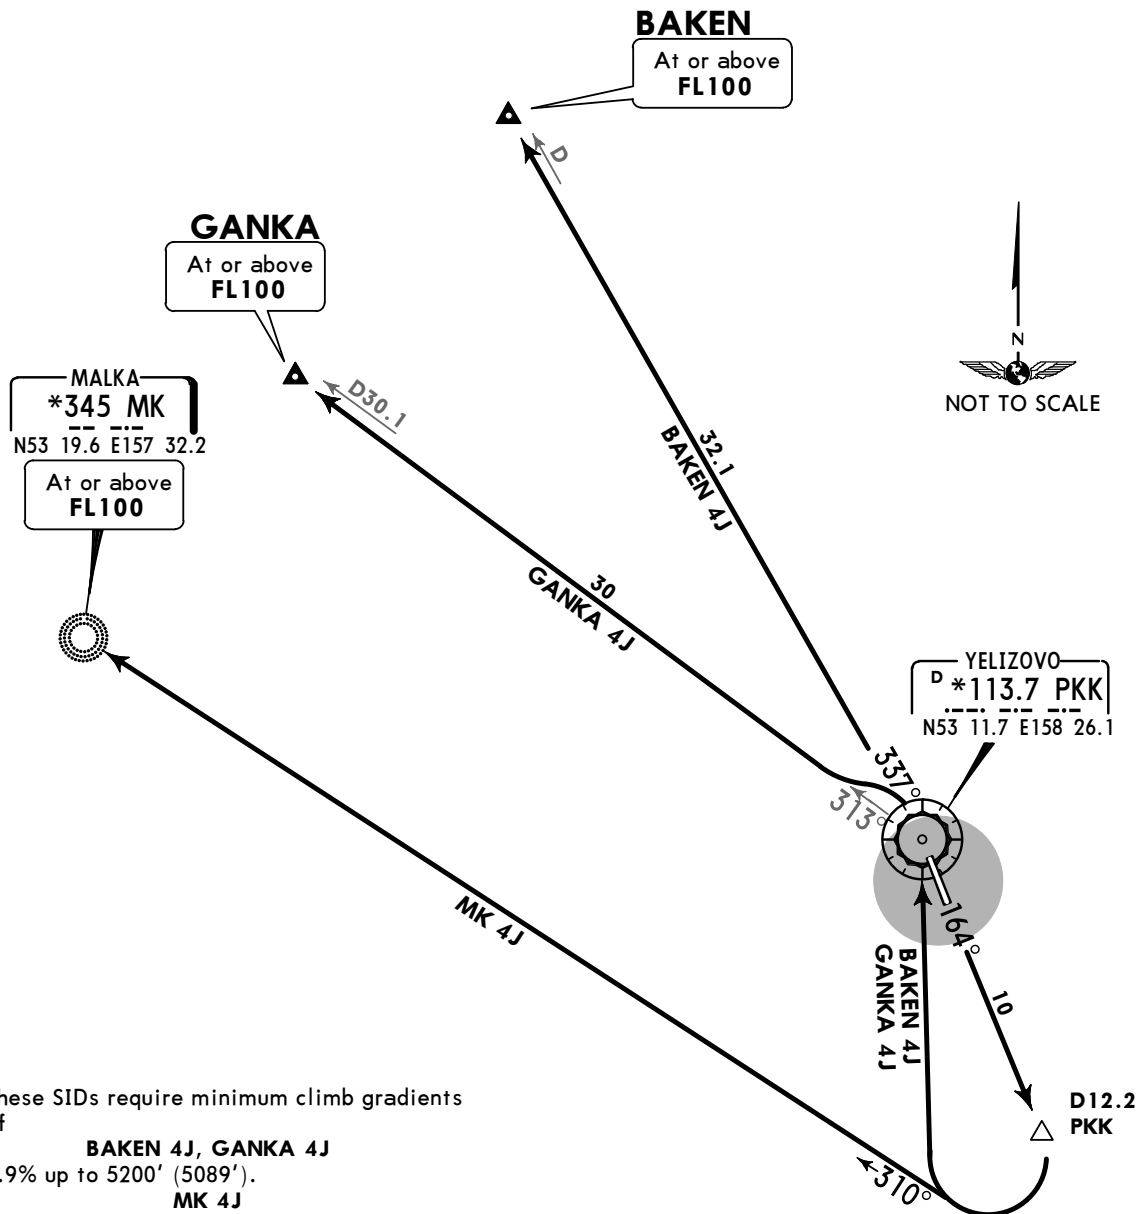 BAKEN
At or above
FL100
D
GANKA
At or above
FL100
D30.1
N
NOT TO SCALE
MALKA
*345 MK
N53 19.6 E157 32.2
At or above
FL100
32.1
BAKEN 4J
30
GANKA 4J
YELIZOVO
D *113.7 PKK
N53 11.7 E158 26.1
337°
313°
MK 4J
164°
BAKEN 4J
GANKA 4J
10
D12.2
PKK
310°
hese SIDs require minimum climb gradients
f
BAKEN 4J, GANKA 4J
.9% up to 5200' (5089').
MK 4J